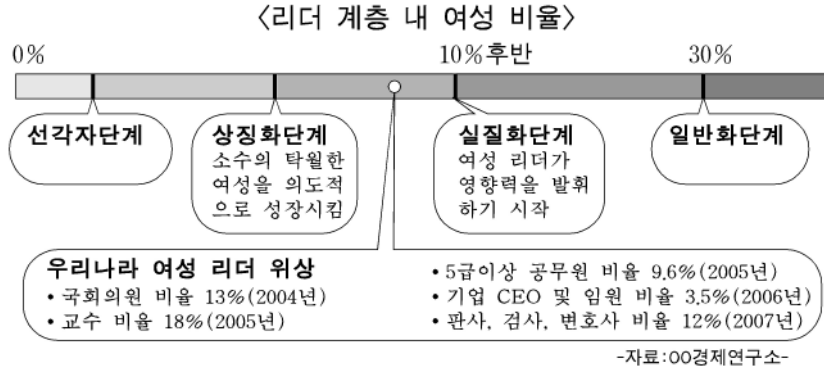 〈리더 계층 내 여성 비율〉
0%
10%후반
30%
선각자단계
상징화단계
소수의 탁월한
여성을 의도적
으로 성장시킴
실질화단계
여성 리더가
영향력을 발휘
하기 시작
일반화단계
우리나라 여성 리더 위상
• 국회의원 비율 13%(2004년)
• 교수 비율 18%(2005년)
• 5급이상 공무원 비율 9.6%(2005년)
• 기업 CEO 및 임원 비율 3.5%(2006년)
• 판사, 검사, 변호사 비율 12%(2007년)
-자료:OO경제연구소-